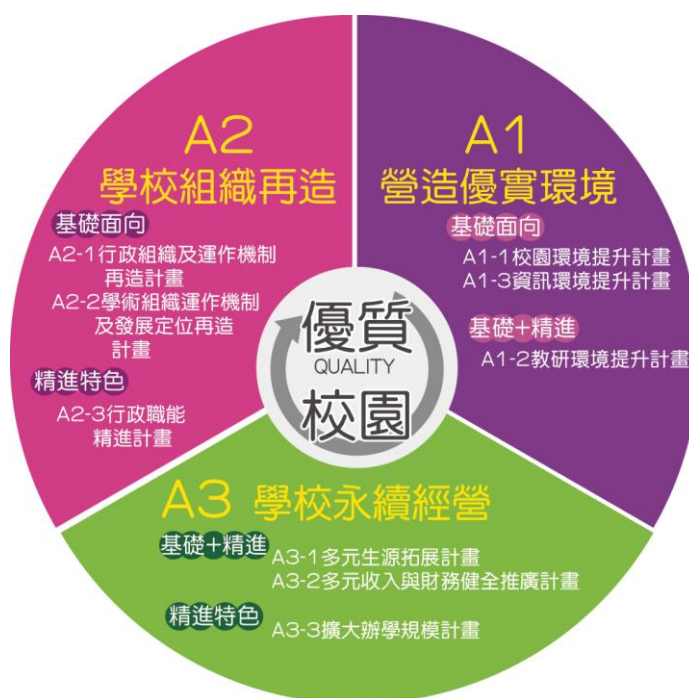 A2
學校組織再造
基礎面向
A2-1行政組織及運作機制
再造計畫
A2-2學術組織運作機制
及發展定位再造
計畫
精進特色
A2-3行政職能
精進計畫
A1
營造優實環境
基礎面向
A1-1校園環境提升計畫
A1-3資訊環境提升計畫
基礎+精進
A1-2教研環境提升計畫
優質
QUALITY
校園
A3 學校永續經營
基礎+精進
A3-1多元生源拓展計畫
A3-2多元收入與財務健全推廣計畫
精進特色
A3-3擴大辦學規模計畫